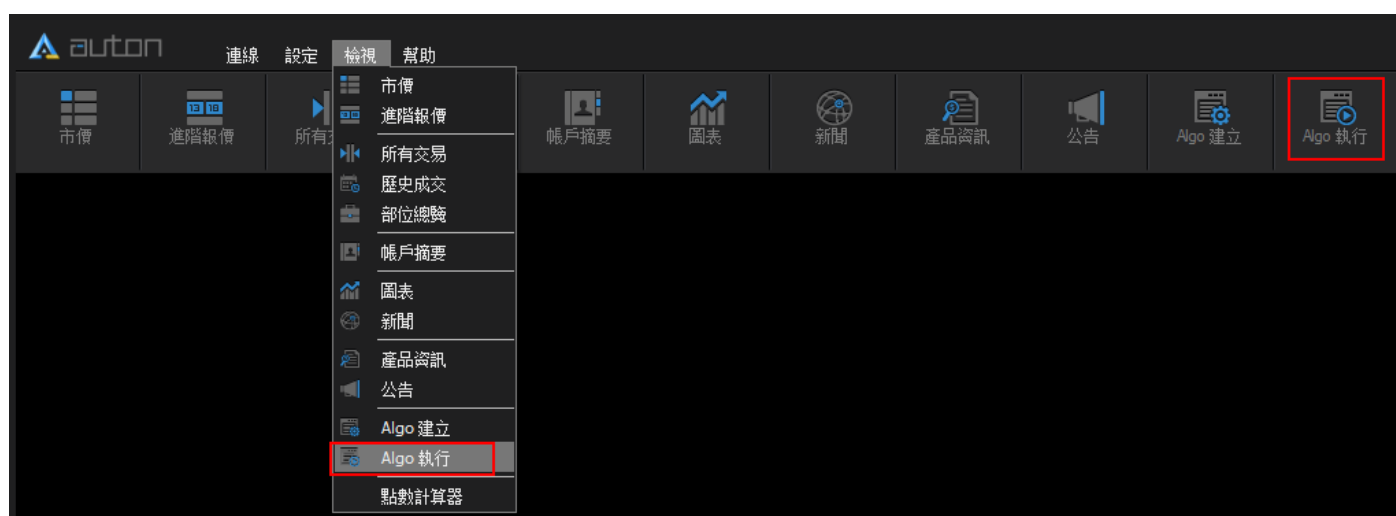 auton
連線 設定 檢視 幫助
市價 進階報價 所有 帳戶摘要 圖表 新聞 產品資訊 公告 Algo 建立 Algo 執行
市價
進階報價
所有交易
歷史成交
部位總覽
帳戶摘要
圖表
新聞
產品資訊
公告
Algo 建立
Algo 執行
點數計算器